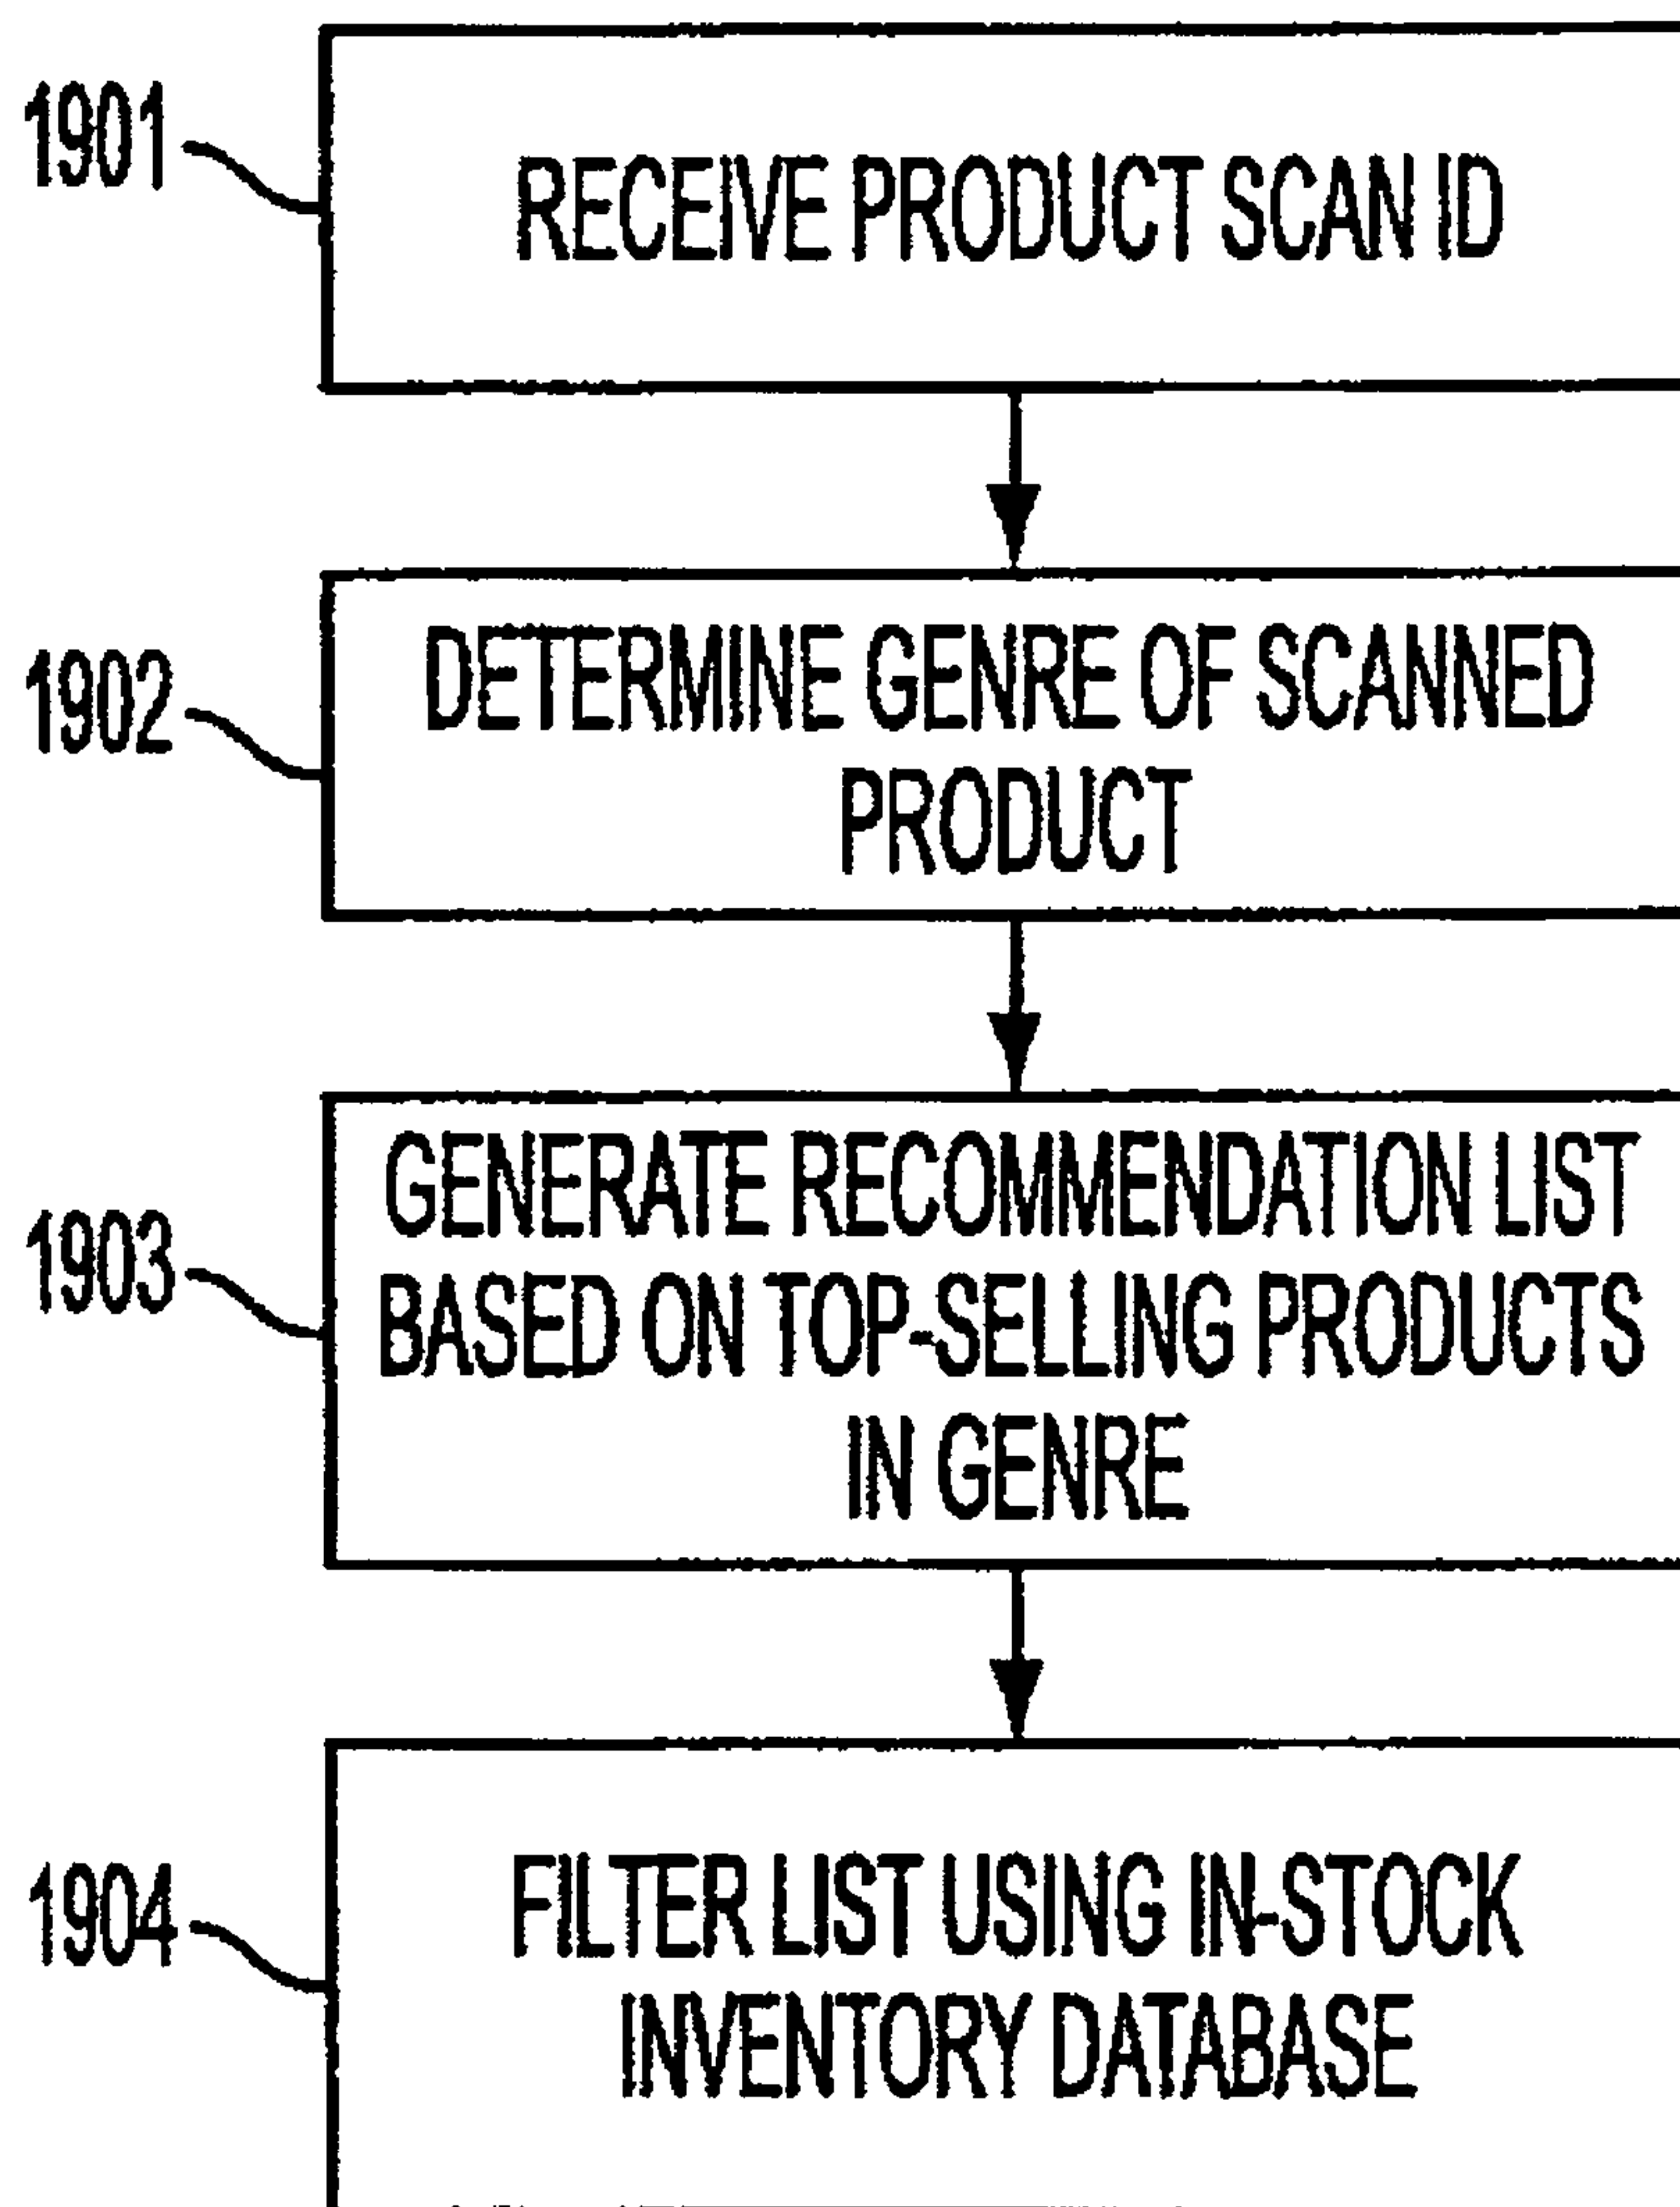 1901
RECEIVE PRODUCT SCAN ID
1902
DETERMINE GENRE OF SCANNED
PRODUCT
1903
GENERATE RECOMMENDATION LIST
BASED ON TOP-SELLING PRODUCTS
IN GENRE
1904
FILTER LIST USING IN-STOCK
INVENTORY DATABASE